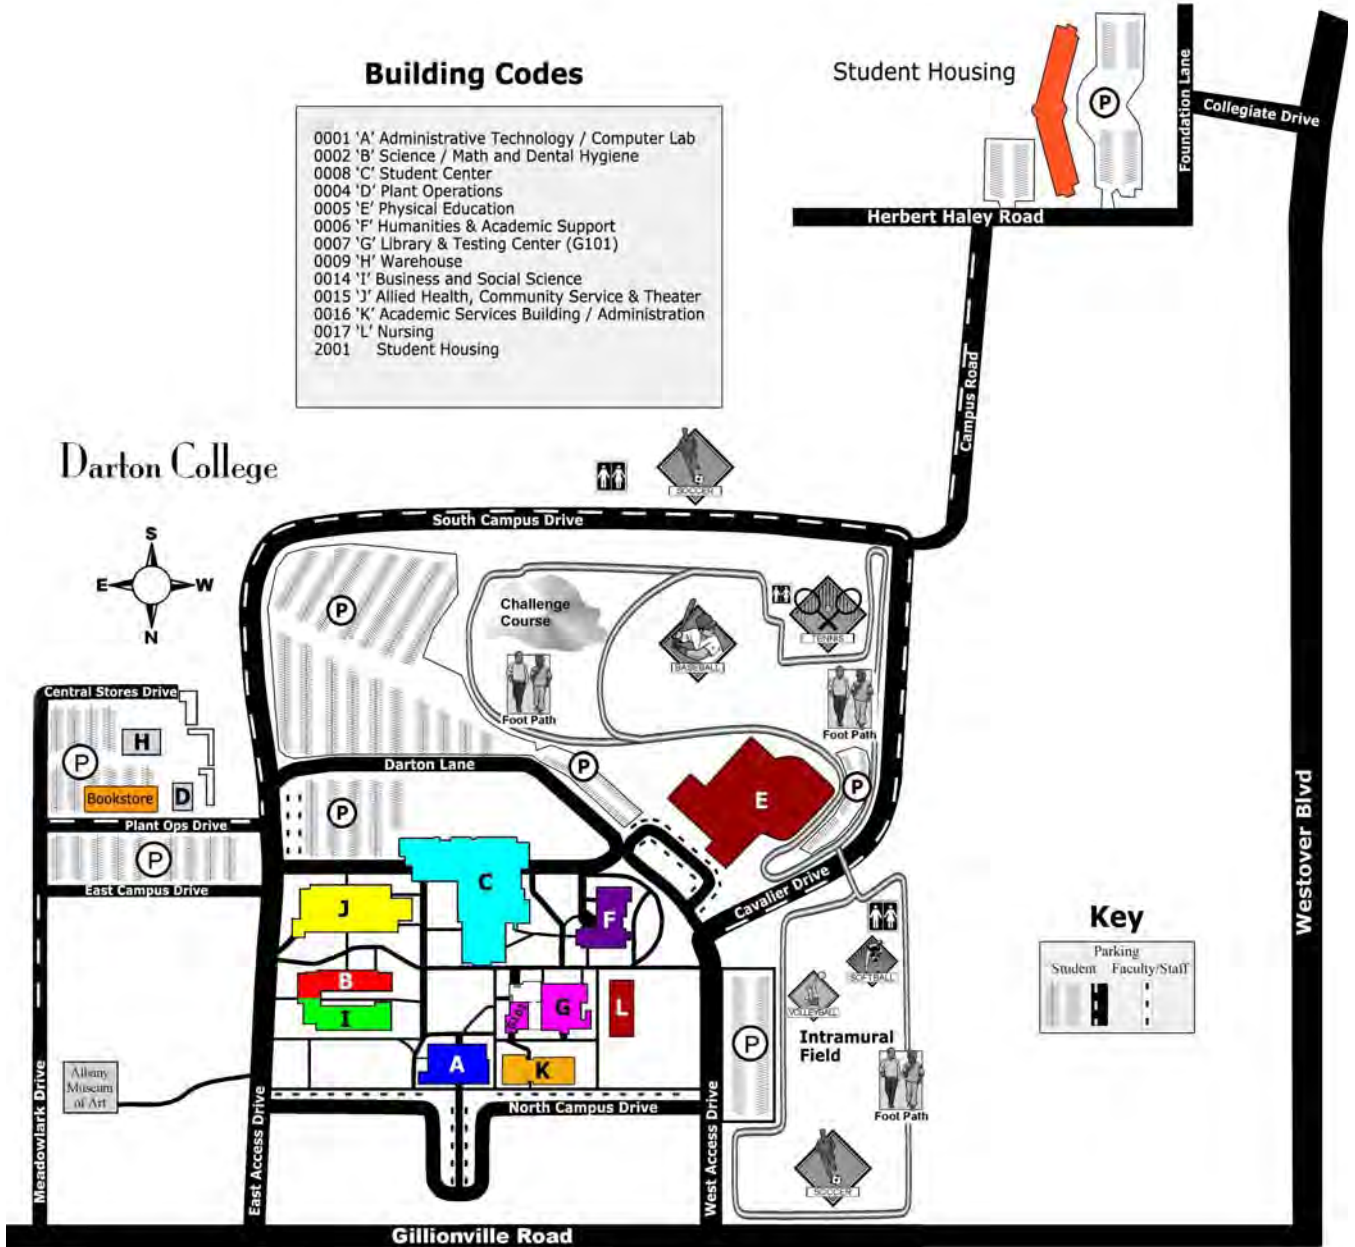 Building Codes
0001 'A' Administrative Technology / Computer Lab
0002 'B' Science / Math and Dental Hygiene
0008 'C' Student Center
0004 'D' Plant Operations
0005 'E' Physical Education
0006 'F' Humanities & Academic Support
0007 'G' Library & Testing Center (G101)
0009 'H' Warehouse
0014 'I' Business and Social Science
0015 'J' Allied Health, Community Service & Theater
0016 'K' Academic Services Building / Administration
0017 'L' Nursing
2001 Student Housing
Student Housing
P
Foundation Lane
Collegiate Drive
Herbert Haley Road
Campus Road
Westover Blvd
Darton College
S
E W
N
SOCCER
South Campus Drive
P
Challenge
Course
BASEBALL
TENNIS
Foot Path
Foot Path
Central Stores Drive
H
P
Bookstore
D
Plant Ops Drive
P
East Campus Drive
Darton Lane
P
P
P
E
C
J
F
Cavalier Drive
B
I
G
L
A
K
SOFTBALL
VOLLEYBALL
Intramural
Field
P
Foot Path
SOCCER
Key
Parking
Student Faculty/Staff
Albany
Museum
of Art
Meadowlark Drive
East Access Drive
North Campus Drive
West Access Drive
Gillionville Road